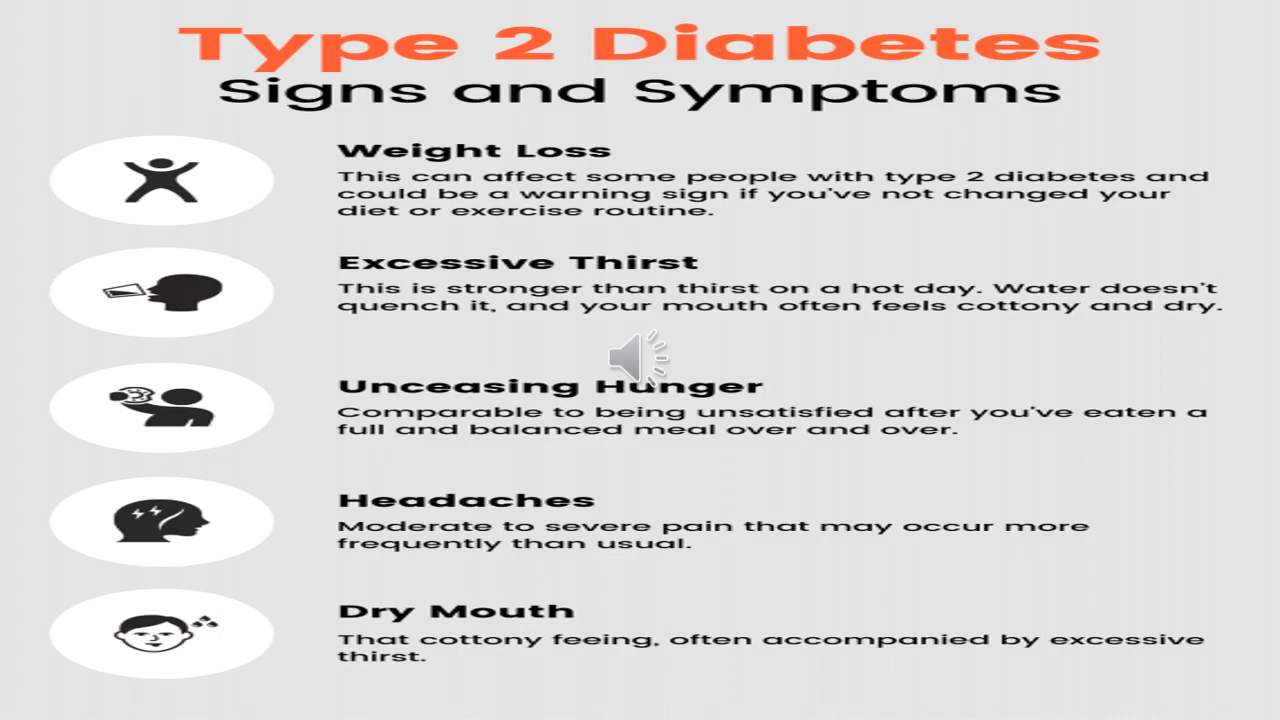 Type 2 Diabetes
Signs and Symptoms
Weight Loss
This can affect some people with type 2 diabetes and
could be a warning sign if you've not changed your
diet or exercise routine.
Excessive Thirst
This is stronger than thirst on a hot day. Water doesn't
quench it, and your mouth often feels cottony and dry.
Unceasing Hunger
Comparable to being unsatisfied after you've eaten a
full and balanced meal over and over.
Headaches
Moderate to severe pain that may occur more
frequently than usual.
Dry Mouth
That cottony feeing, often accompanied by excessive
thirst.